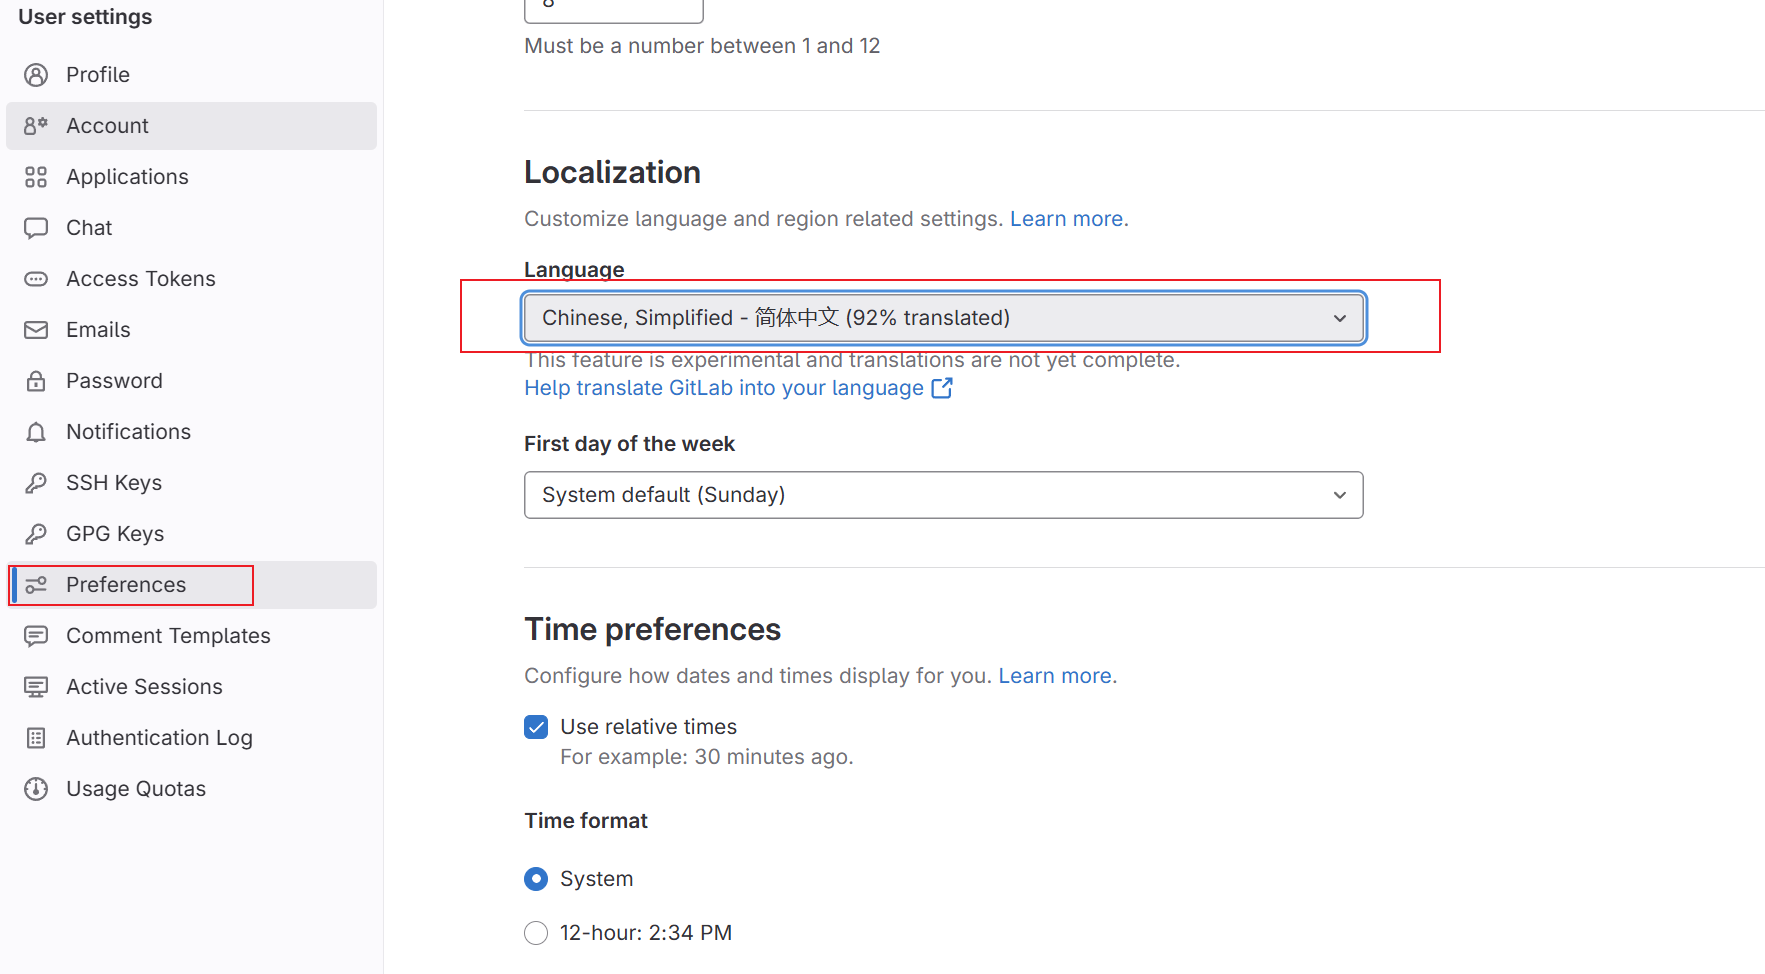 User settings
Profile
Account
Applications
Chat
Access Tokens
Emails
Password
Notifications
SSH Keys
GPG Keys
Preferences
Comment Templates
Active Sessions
Authentication Log
Usage Quotas
8
Must be a number between 1 and 12
Localization
Customize language and region related settings. Learn more.
Language
Chinese, Simplified - 简体中文 (92% translated)
This feature is experimental and translations are not yet complete.
Help translate GitLab into your language
First day of the week
System default (Sunday)
Time preferences
Configure how dates and times display for you. Learn more.
Use relative times
For example: 30 minutes ago.
Time format
System
12-hour: 2:34 PM